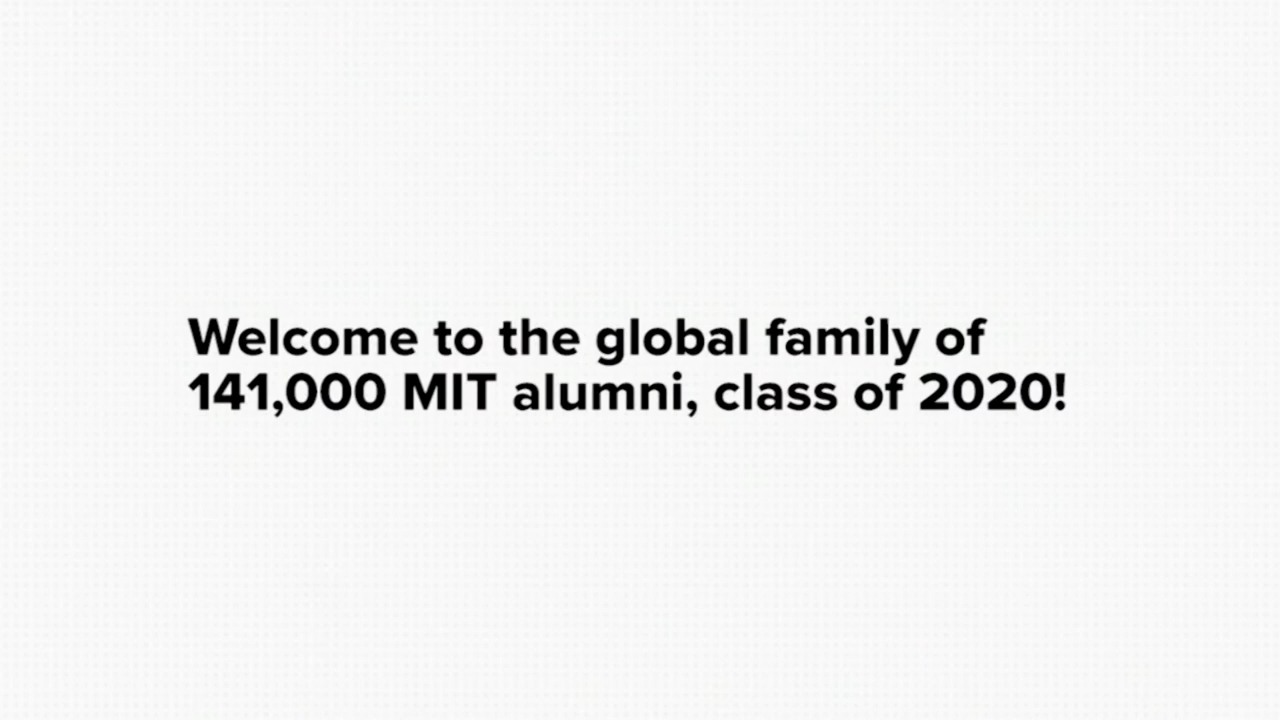 Welcome to the global family of
141,000 MIT alumni, class of 2020!